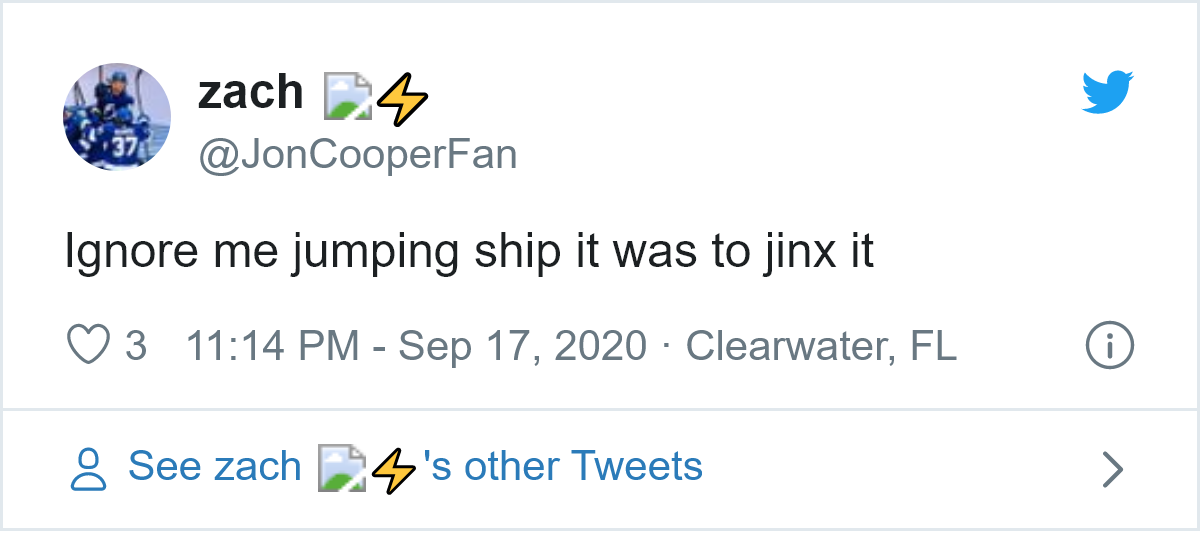 zach ⚡
@JonCooperFan
37
Ignore me jumping ship it was to jinx it
3 11:14 PM - Sep 17, 2020 · Clearwater, FL
See zach ⚡'s other Tweets